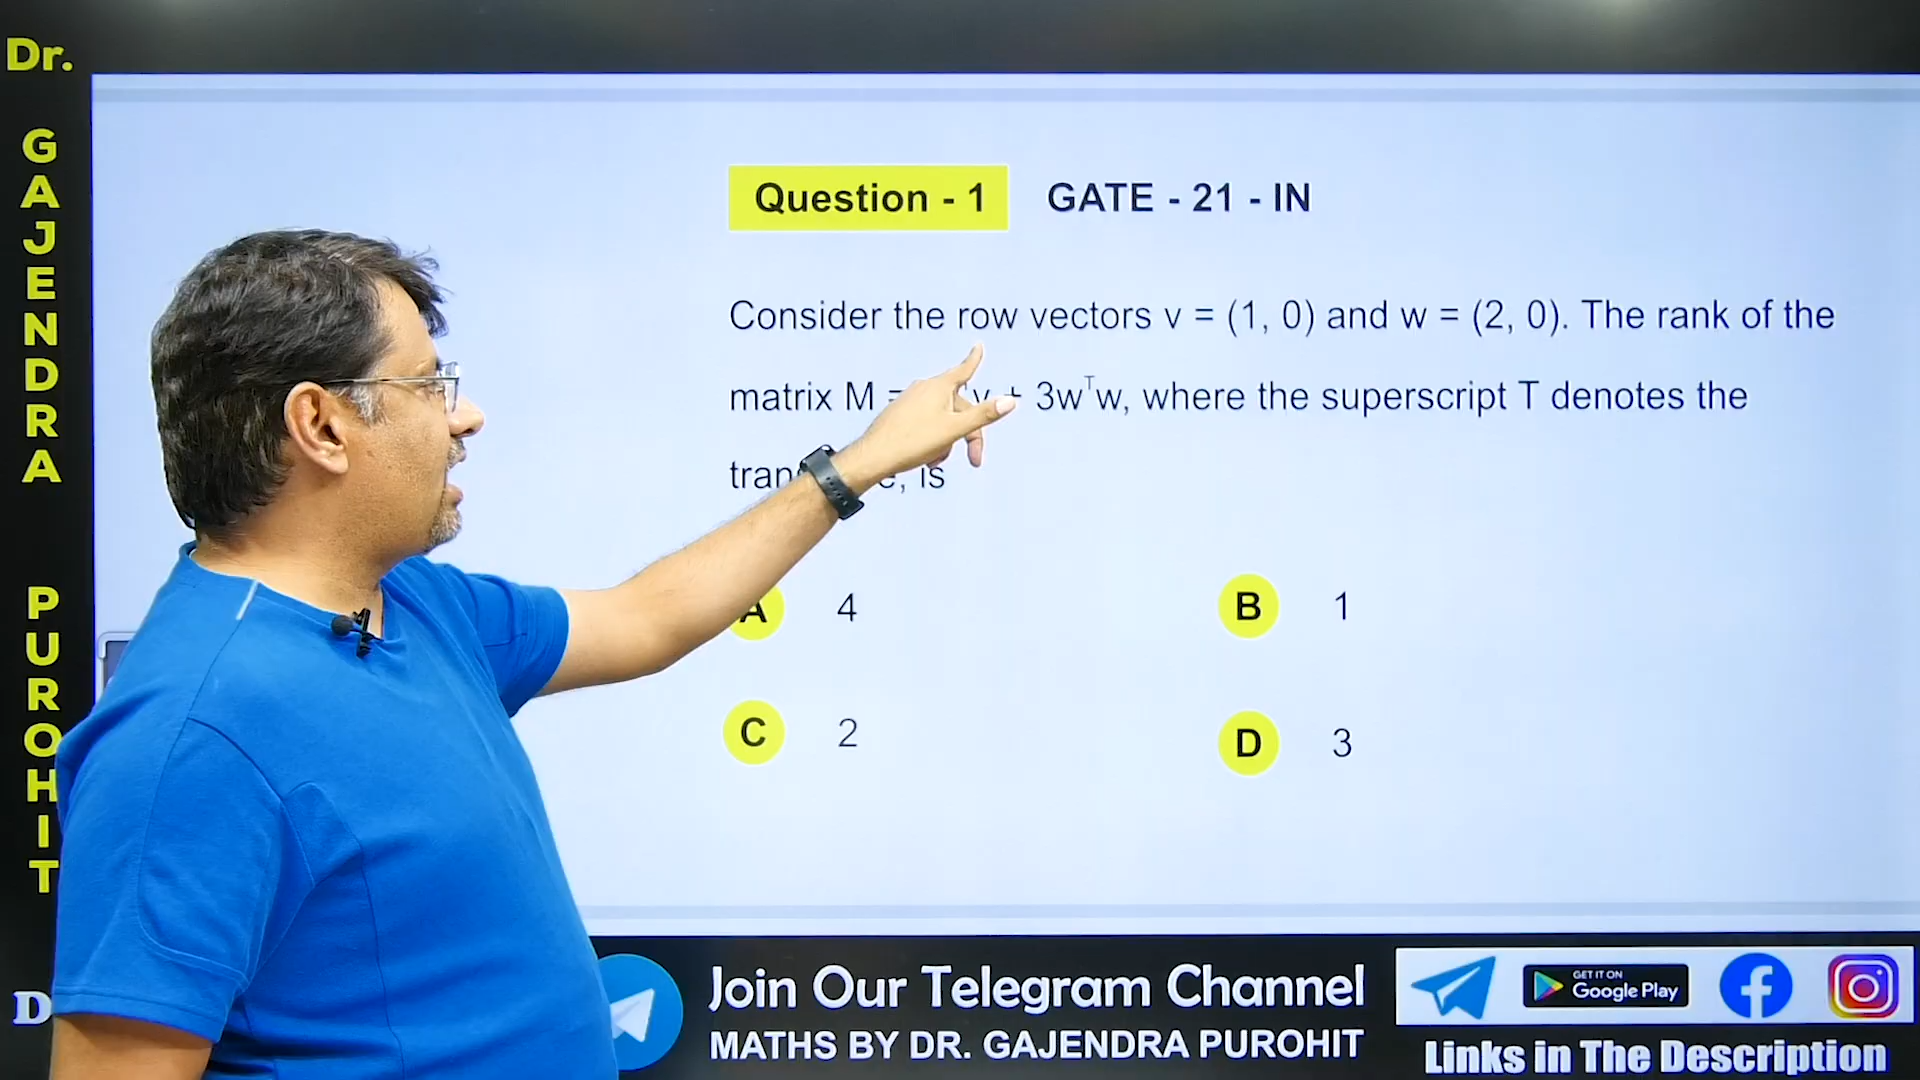 Dr.
GAJENDRA
PUROHIT
Question - 1 GATE - 21 - IN
Consider the row vectors v = (1, 0) and w = (2, 0). The rank of the
matrix M = v + 3wᵀw, where the superscript T denotes the
is
A 4
B 1
C 2
D 3
D
Join Our Telegram Channel
MATHS BY DR. GAJENDRA PUROHIT
GET IT ON
Google Play
Links in The Description